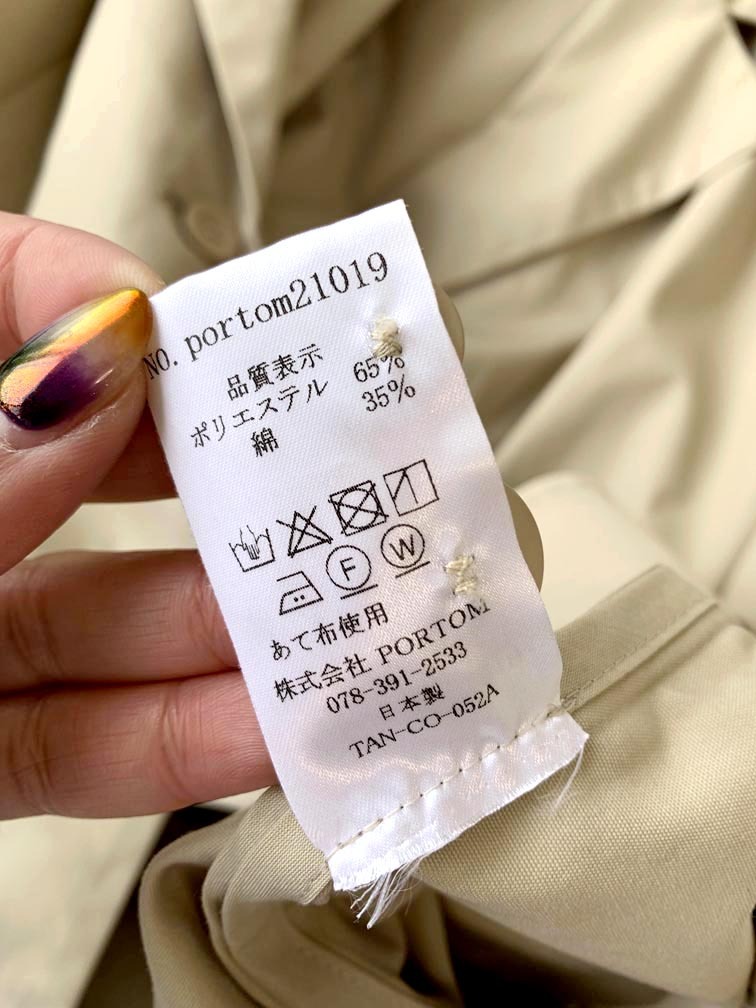 NO. portom21019
品質表示
ポリエステル 65%
綿 35%
F W
あて布使用
株式会社 PORTOM
078-391-2533
日本製
TAN-CO-052A